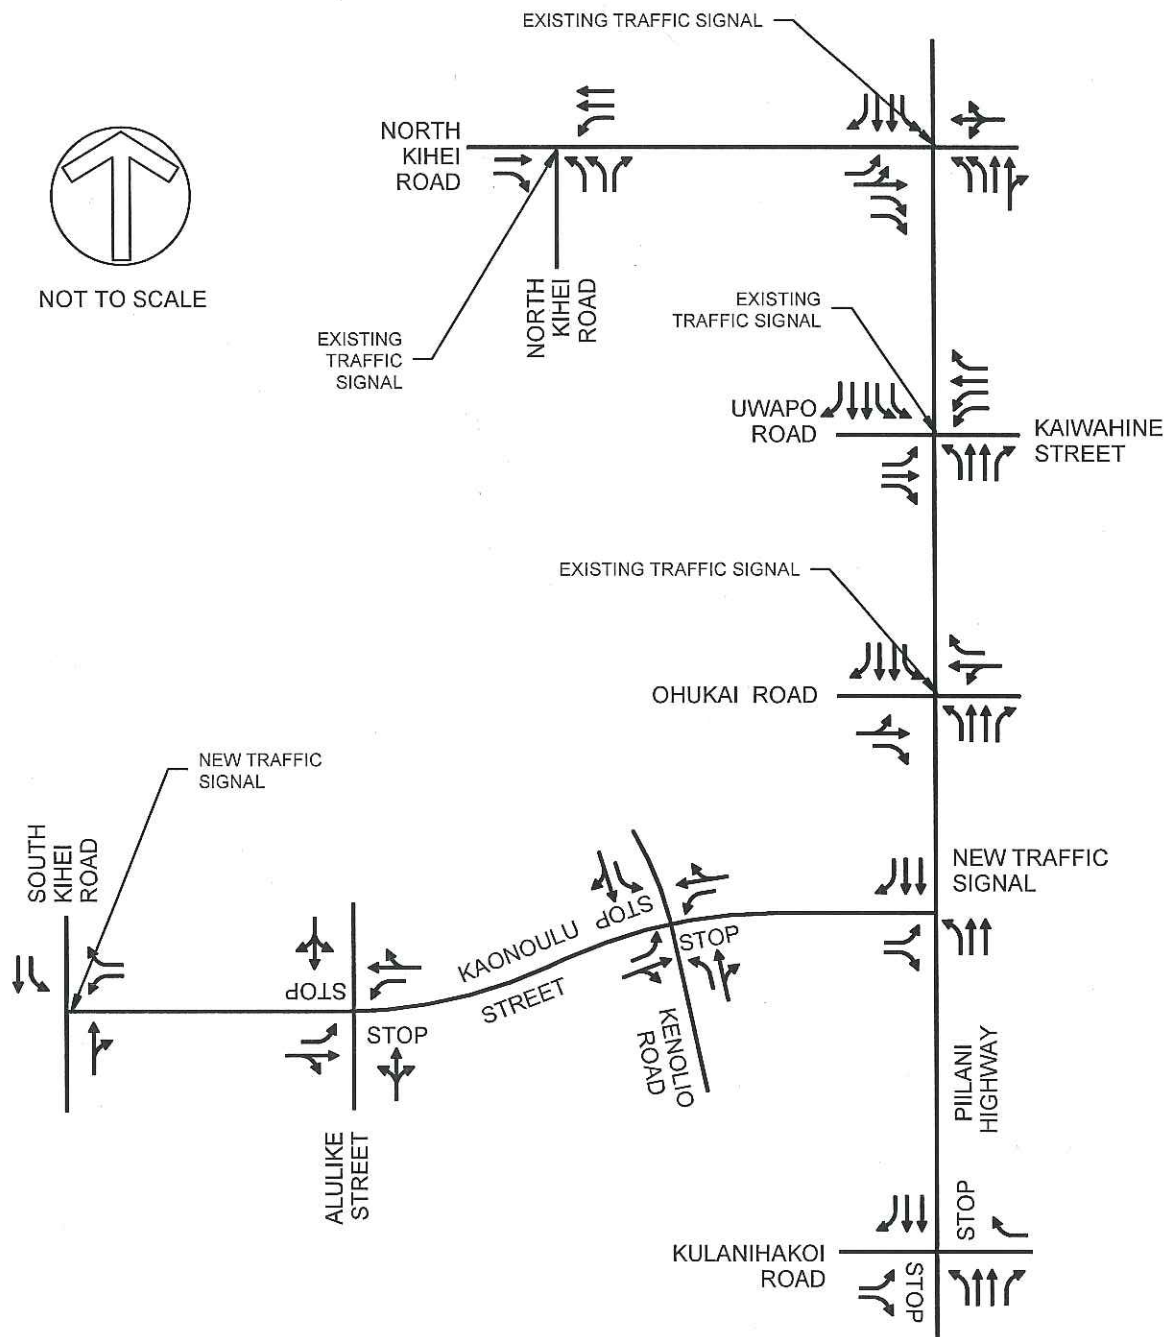 EXISTING TRAFFIC SIGNAL
NORTH
KIHEI
ROAD
NOT TO SCALE
NORTH
KIHEI
ROAD
EXISTING
TRAFFIC
SIGNAL
EXISTING
TRAFFIC SIGNAL
UWAPO
ROAD
KAIWAHINE
STREET
EXISTING TRAFFIC SIGNAL
OHUKAI ROAD
NEW TRAFFIC
SIGNAL
SOUTH
KIHEI
ROAD
NEW TRAFFIC
SIGNAL
STOP
STOP
KAONOULU
STREET
STOP
STOP
KENOLIO
ROAD
ALULIKE
STREET
PIILANI
HIGHWAY
STOP
KULANIHAKOI
ROAD
STOP